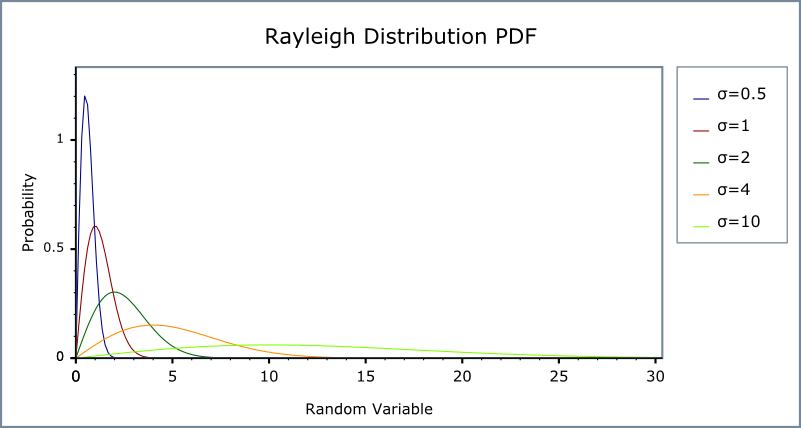 Rayleigh Distribution PDF
σ=0.5
σ=1
σ=2
σ=4
σ=10
Probability
1
0.5
0
0 5 10 15 20 25 30
Random Variable